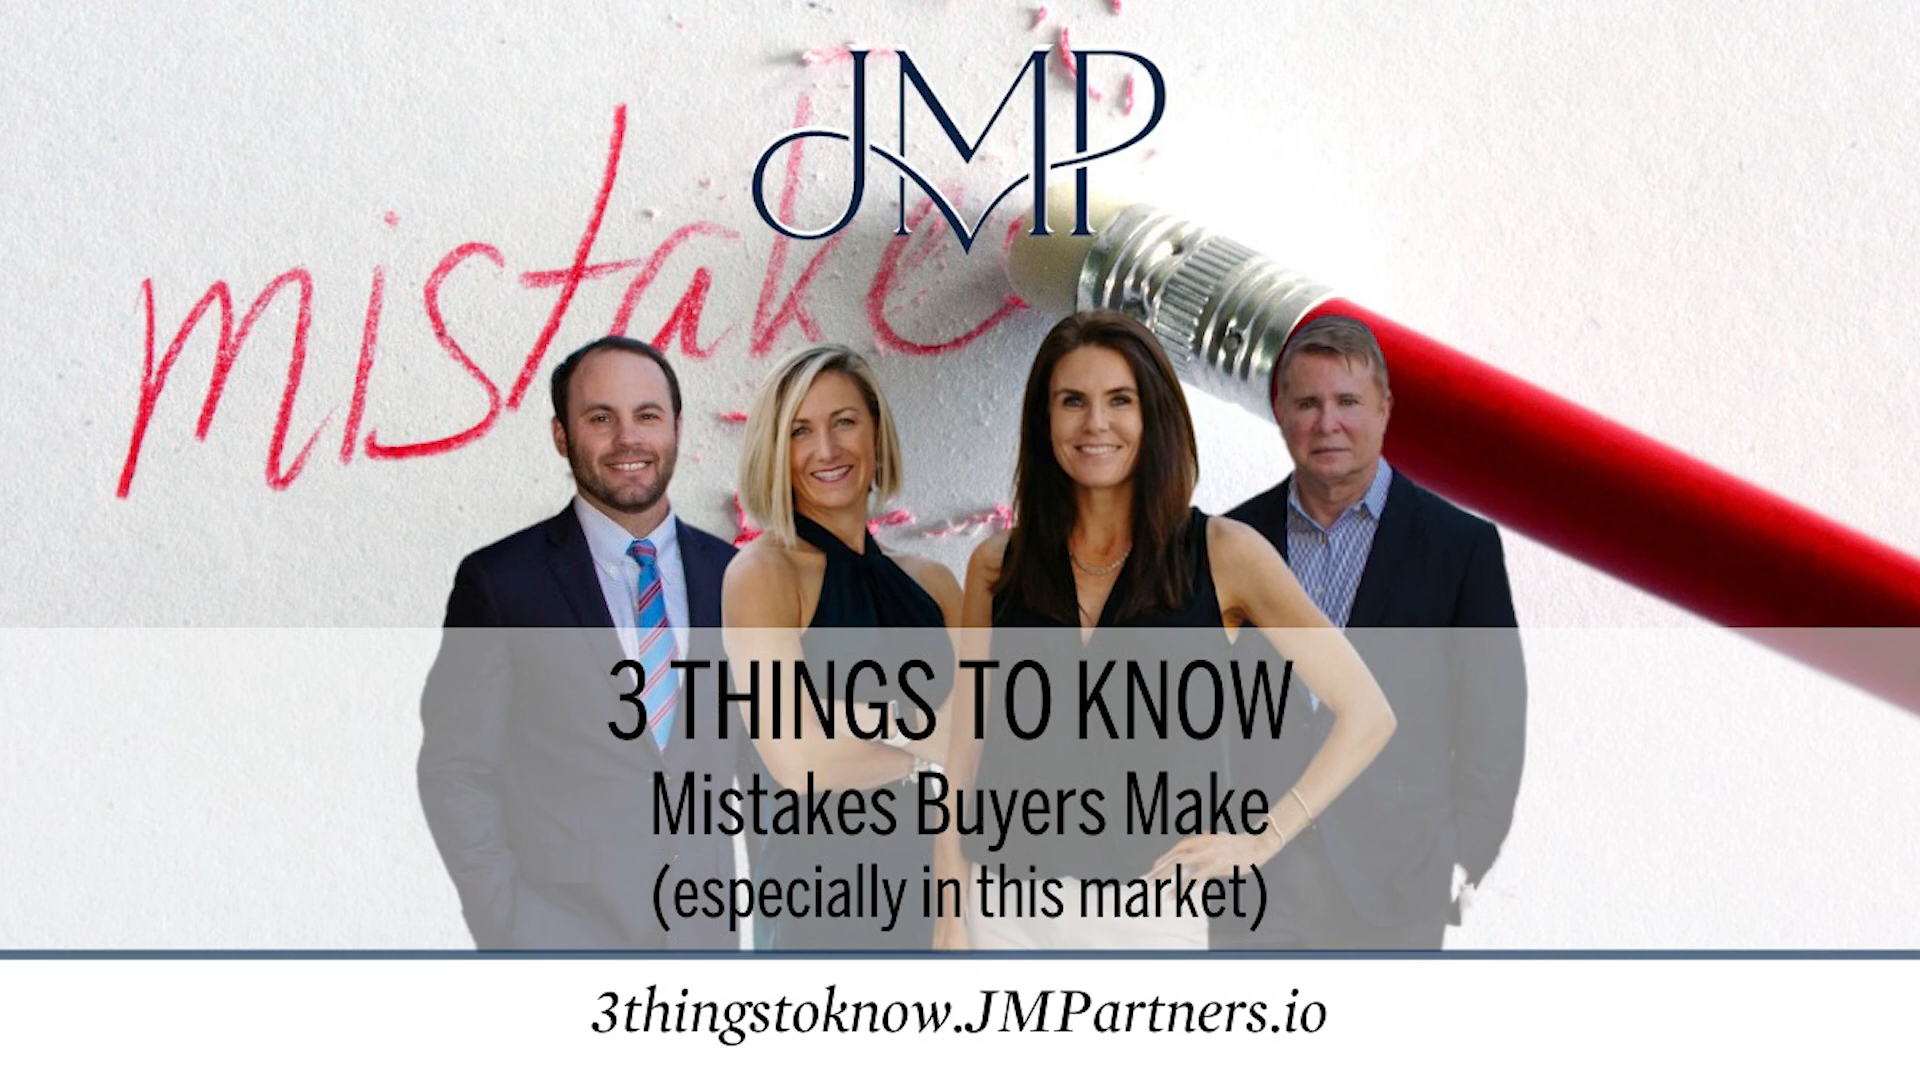 JMP
mistake
3 THINGS TO KNOW
Mistakes Buyers Make
(especially in this market)
3thingstoknow.JMPartners.io